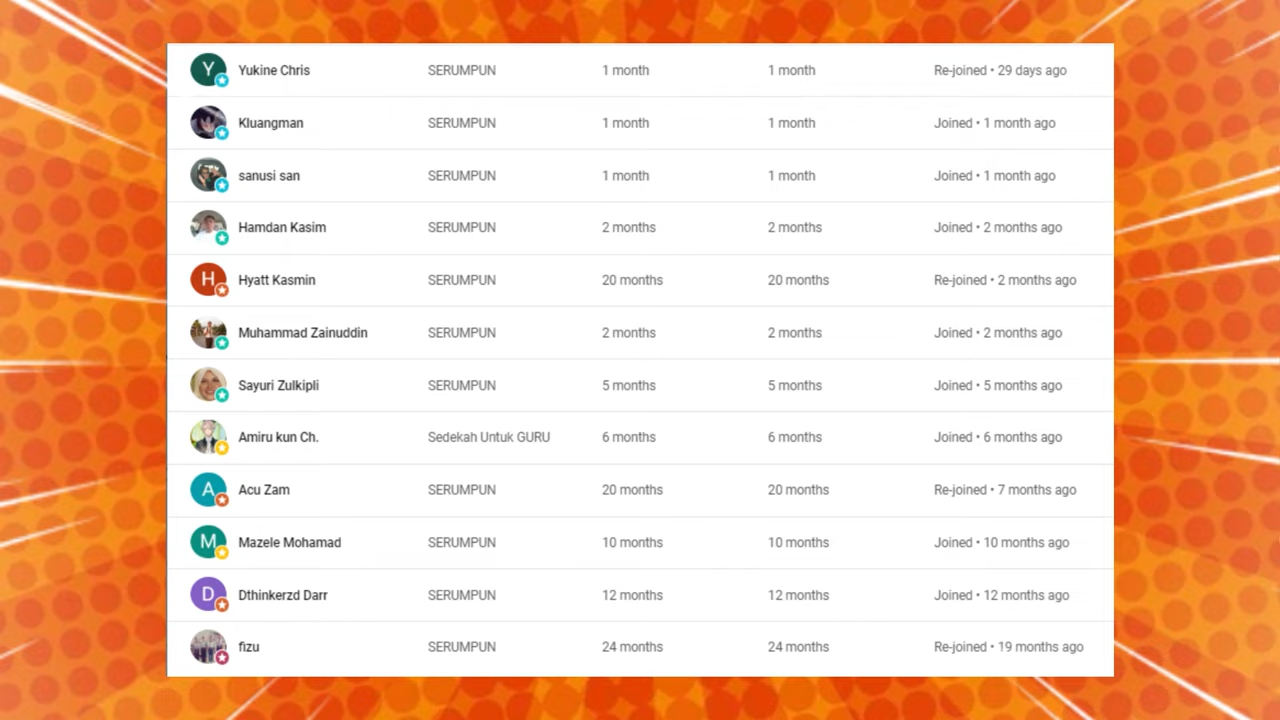 Y Yukine Chris SERUMPUN 1 month 1 month Re-joined • 29 days ago
Kluangman SERUMPUN 1 month 1 month Joined • 1 month ago
sanusi san SERUMPUN 1 month 1 month Joined • 1 month ago
Hamdan Kasim SERUMPUN 2 months 2 months Joined • 2 months ago
H Hyatt Kasmin SERUMPUN 20 months 20 months Re-joined • 2 months ago
Muhammad Zainuddin SERUMPUN 2 months 2 months Joined • 2 months ago
Sayuri Zulkipli SERUMPUN 5 months 5 months Joined • 5 months ago
Amiru kun Ch. Sedekah Untuk GURU 6 months 6 months Joined • 6 months ago
A Acu Zam SERUMPUN 20 months 20 months Re-joined • 7 months ago
M Mazele Mohamad SERUMPUN 10 months 10 months Joined • 10 months ago
D Dthinkerzd Darr SERUMPUN 12 months 12 months Joined • 12 months ago
fizu SERUMPUN 24 months 24 months Re-joined • 19 months ago